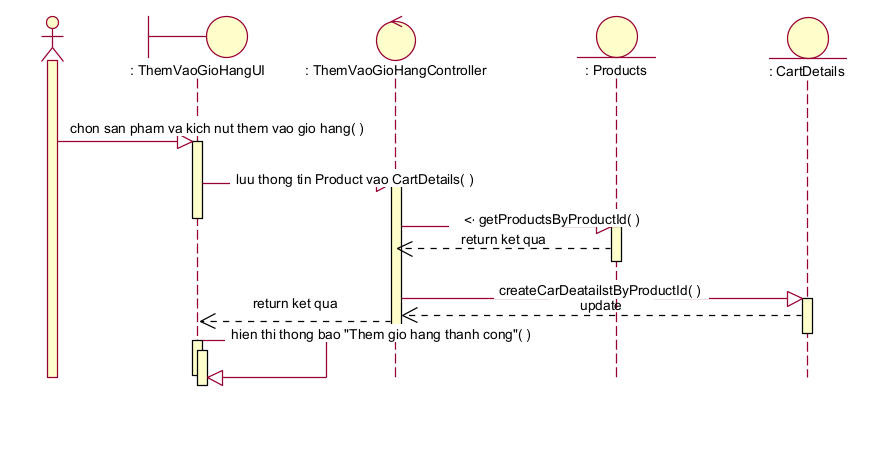 : ThemVaoGioHangUI
: ThemVaoGioHangController
: Products
: CartDetails
chon san pham va kich nut them vao gio hang( )
luu thong tin Product vao CartDetails( )
getProductsByProductId( )
return ket qua
createCarDeatailstByProductId( )
update
return ket qua
hien thi thong bao "Them gio hang thanh cong"( )